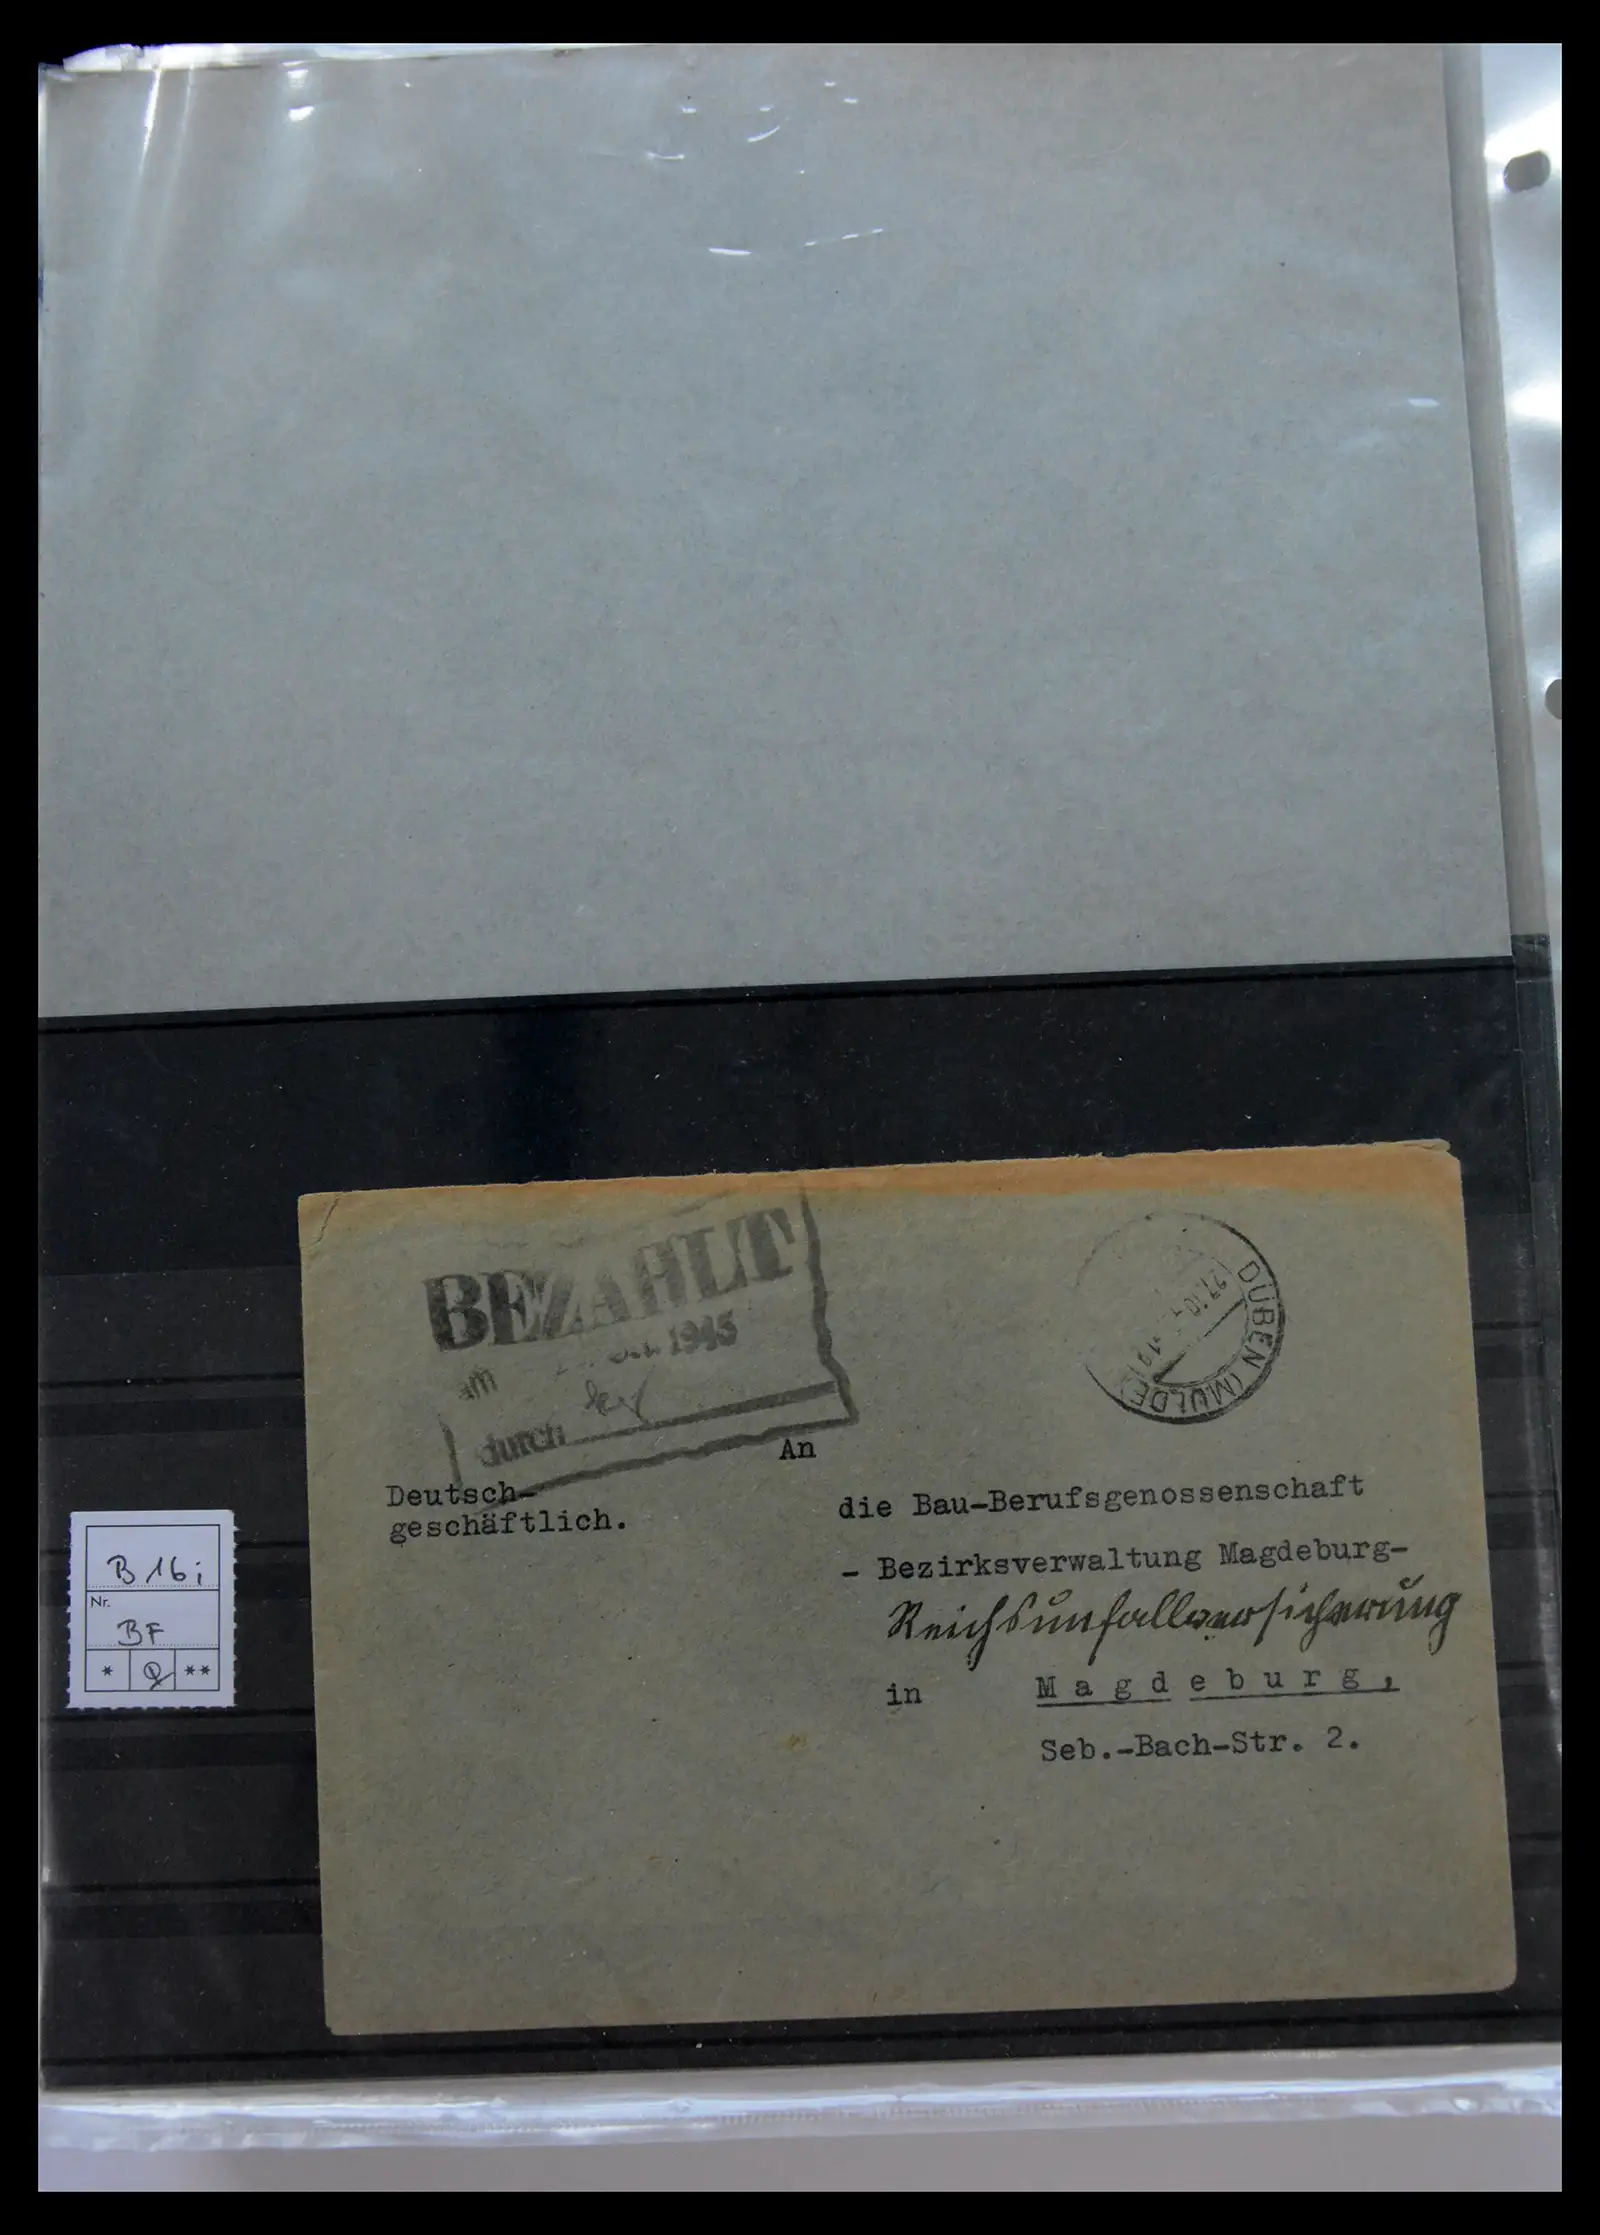 BEZAHLT
am 1945
durch
DÜBEN (MULDE)
An
Deutsch-
geschäftlich.
die Bau-Berufsgenossenschaft
- Bezirksverwaltung Magdeburg-
Reichsunfallversicherung
in Magdeburg,
Seb.-Bach-Str. 2.
B 16 i
Nr.
BF
* **